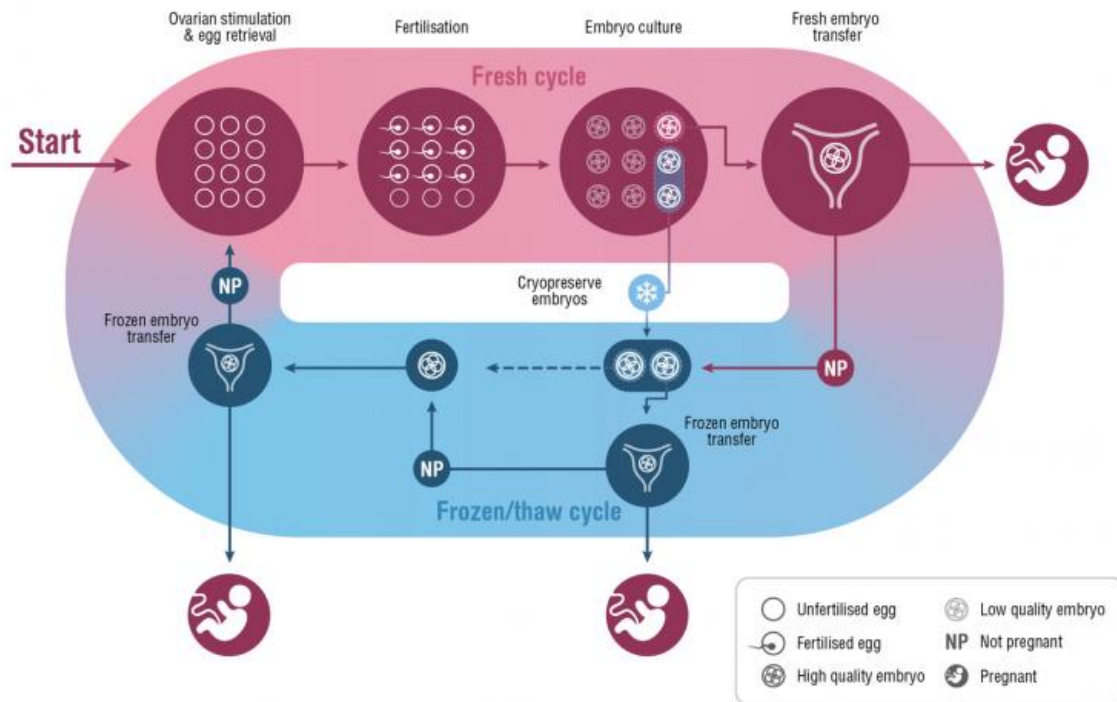 Ovarian stimulation
& egg retrieval
Fertilisation
Embryo culture
Fresh embryo
transfer
Fresh cycle
Start
NP
Cryopreserve
embryos
Frozen embryo
transfer
NP
Frozen embryo
transfer
NP
Frozen/thaw cycle
Unfertilised egg
Low quality embryo
Fertilised egg
NP Not pregnant
High quality embryo
Pregnant